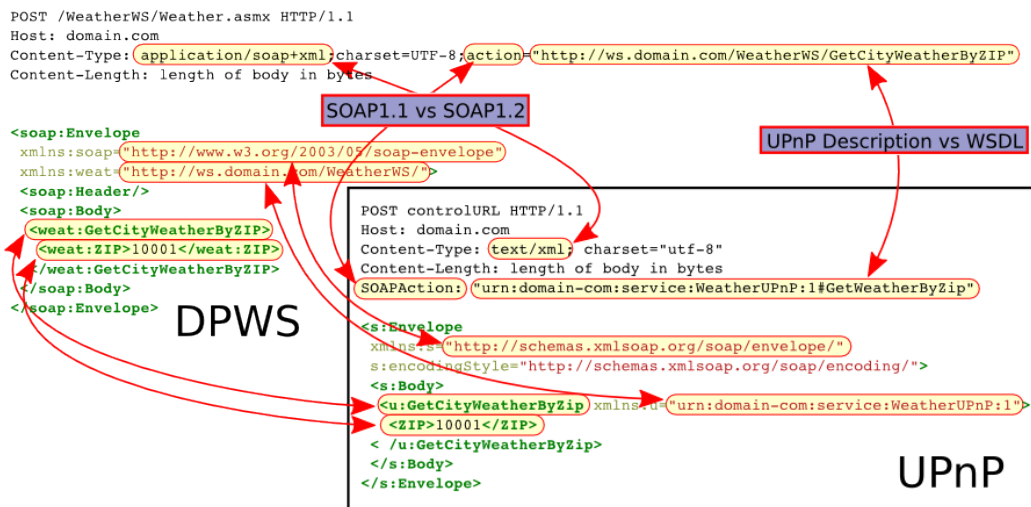 POST /WeatherWS/Weather.asmx HTTP/1.1
Host: domain.com
Content-Type: application/soap+xml;charset=UTF-8;action="http://ws.domain.com/WeatherWS/GetCityWeatherByZIP"
Content-Length: length of body in bytes
SOAP1.1 vs SOAP1.2
UPnP Description vs WSDL
<soap:Envelope
xmlns:soap="http://www.w3.org/2003/05/soap-envelope"
xmlns:weat="http://ws.domain.com/WeatherWS/">
<soap:Header/>
<soap:Body>
<weat:GetCityWeatherByZIP>
<weat:ZIP>10001</weat:ZIP>
</weat:GetCityWeatherByZIP>
</soap:Body>
</soap:Envelope>
DPWS
POST controlURL HTTP/1.1
Host: domain.com
Content-Type: text/xml; charset="utf-8"
Content-Length: length of body in bytes
SOAPAction: "urn:domain-com:service:WeatherUPnP:1#GetWeatherByZip"
<s:Envelope
xmlns:s="http://schemas.xmlsoap.org/soap/envelope/"
s:encodingStyle="http://schemas.xmlsoap.org/soap/encoding/">
<s:Body>
<u:GetCityWeatherByZip xmlns:u="urn:domain-com:service:WeatherUPnP:1">
<ZIP>10001</ZIP>
< /u:GetCityWeatherByZip>
</s:Body>
</s:Envelope>
UPnP